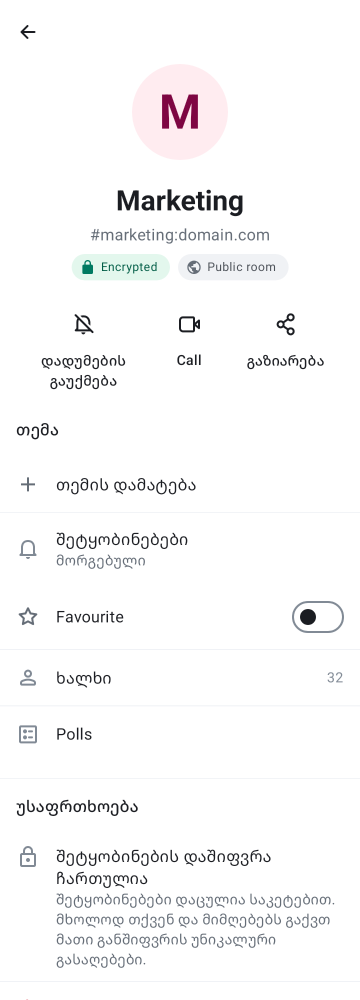 M
Marketing
#marketing:domain.com
Encrypted
Public room
დადუმების
გაუქმება
Call
გაზიარება
თემა
თემის დამატება
შეტყობინებები
მორგებული
Favourite
ხალხი
32
Polls
უსაფრთხოება
შეტყობინების დაშიფვრა
ჩართულია
შეტყობინებები დაცულია საკეტებით.
მხოლოდ თქვენ და მიმღებებს გაქვთ
მათი განშიფვრის უნიკალური
გასაღებები.